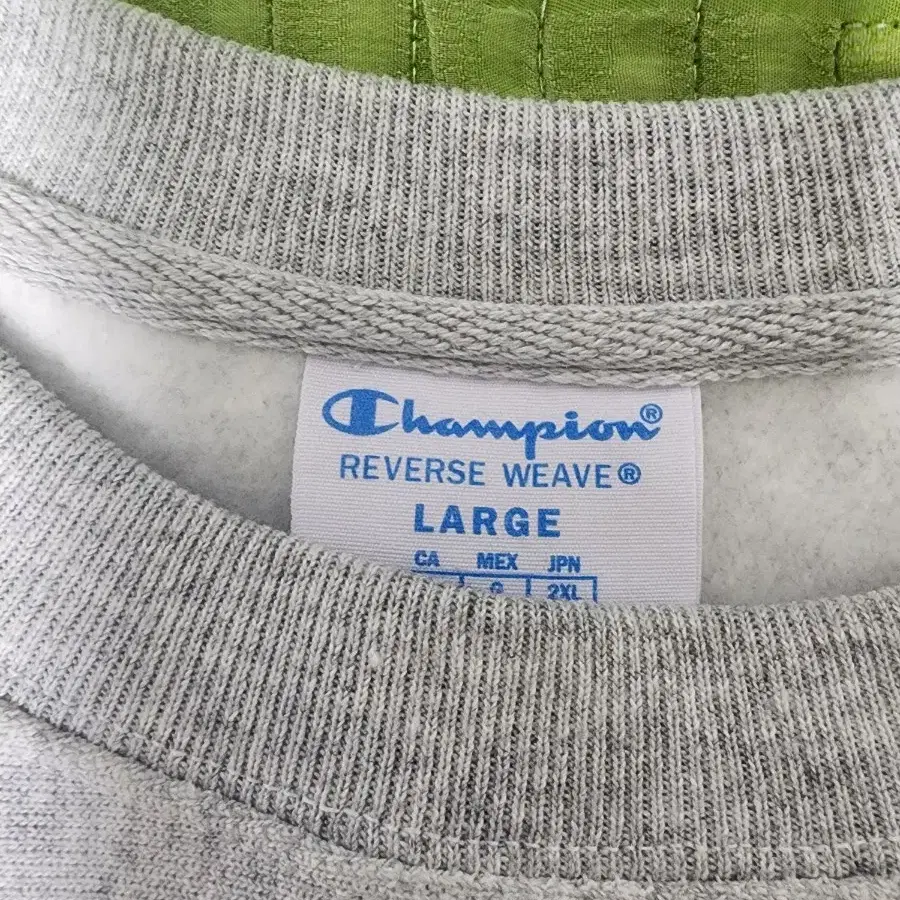 Champion®
REVERSE WEAVE®
LARGE
CA MEX JPN
2XL